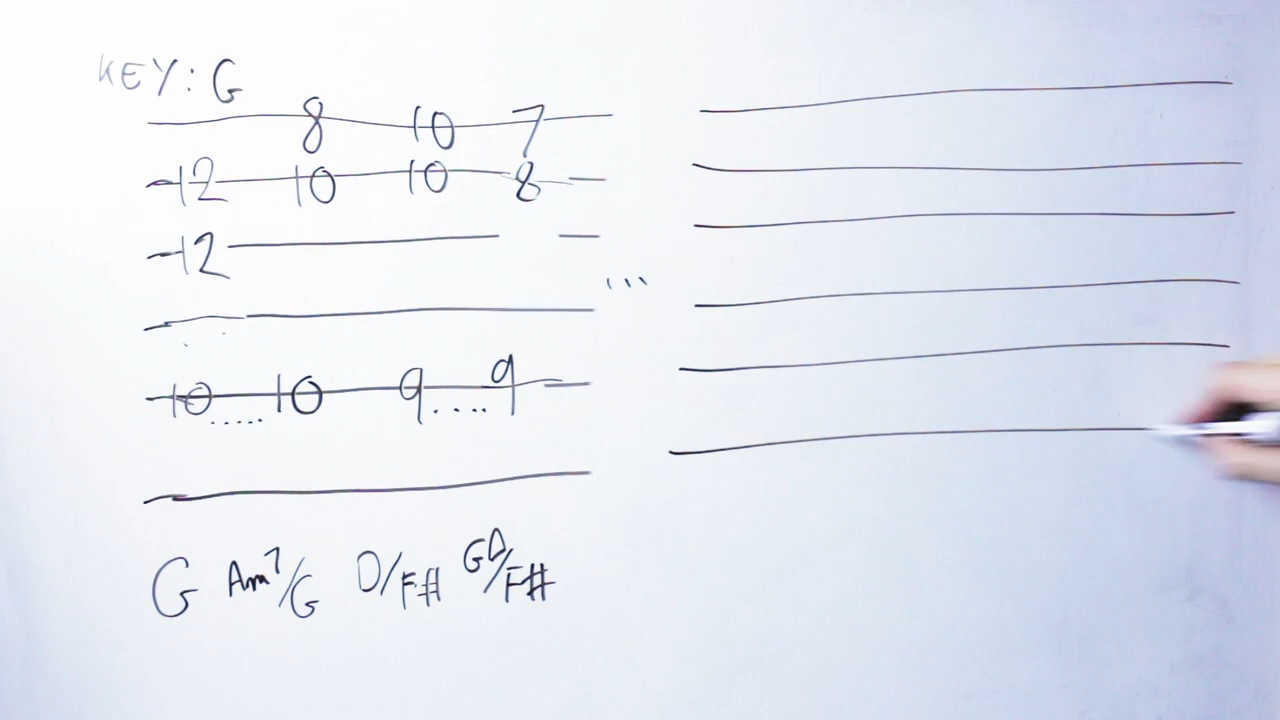 KEY: G
8 10 7
12 10 10 8
12
...
10 ..... 10 9 .... 9
G Am7/G D/F# G△/F#